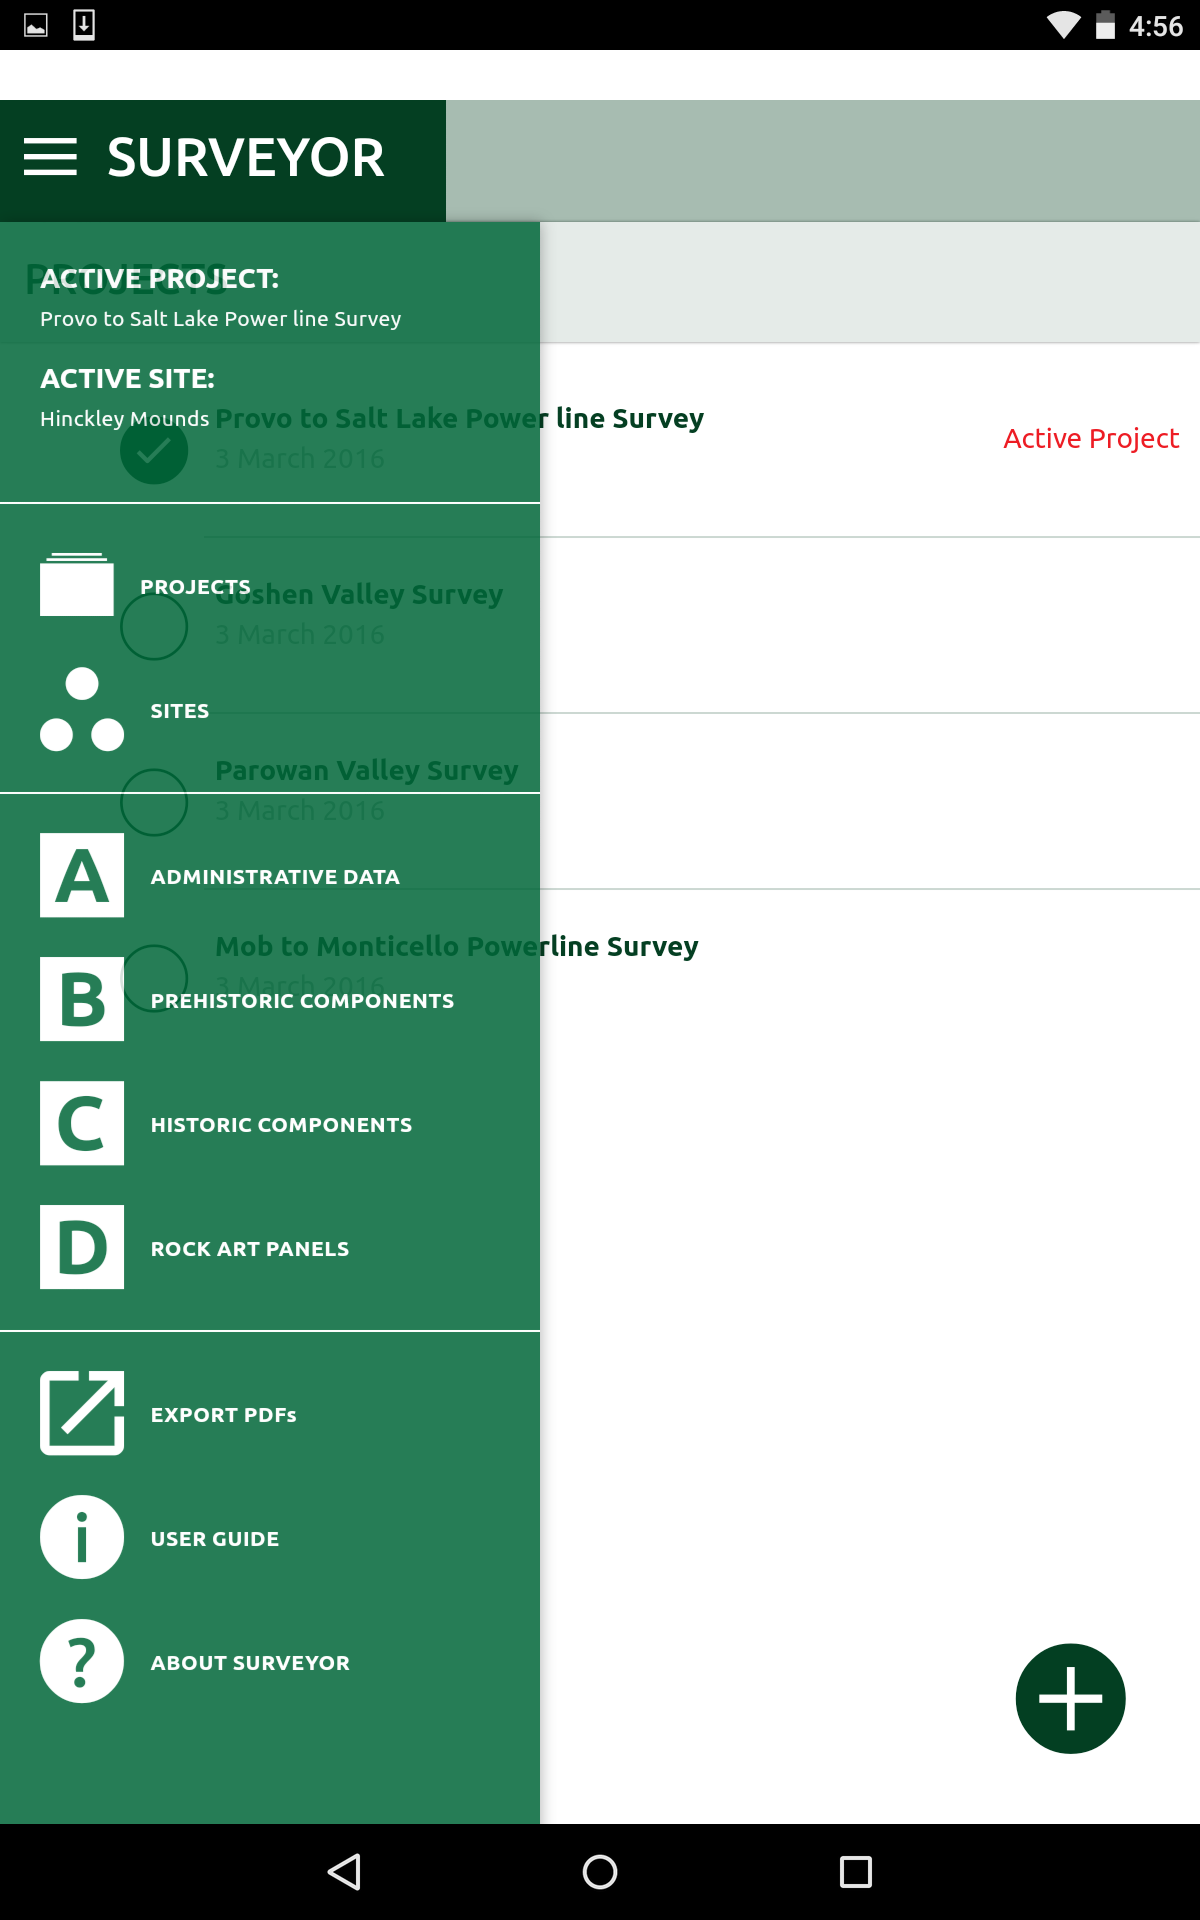 4:56
SURVEYOR
PROJECTS
ACTIVE PROJECT:
Provo to Salt Lake Power line Survey
ACTIVE SITE:
Hinckley Mounds
Provo to Salt Lake Power line Survey
3 March 2016
Active Project
PROJECTS
Goshen Valley Survey
3 March 2016
SITES
Parowan Valley Survey
3 March 2016
A ADMINISTRATIVE DATA
Mob to Monticello Powerline Survey
3 March 2016
B PREHISTORIC COMPONENTS
C HISTORIC COMPONENTS
D ROCK ART PANELS
EXPORT PDFs
i USER GUIDE
? ABOUT SURVEYOR